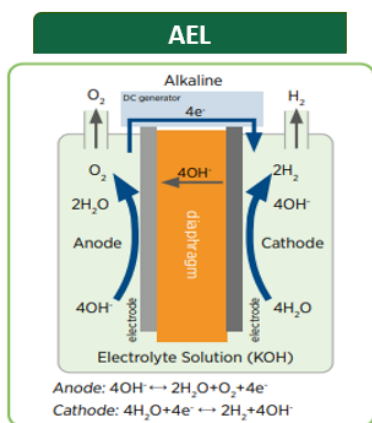 AEL
Alkaline
O₂
DC generator
H₂
4e⁻
O₂
4OH⁻
2H₂
2H₂O
4OH⁻
Anode
diaphragm
Cathode
4OH⁻
electrode
electrode
4H₂O
Electrolyte Solution (KOH)
Anode: 4OH⁻ ↔ 2H₂O+O₂+4e⁻
Cathode: 4H₂O+4e⁻ ↔ 2H₂+4OH⁻